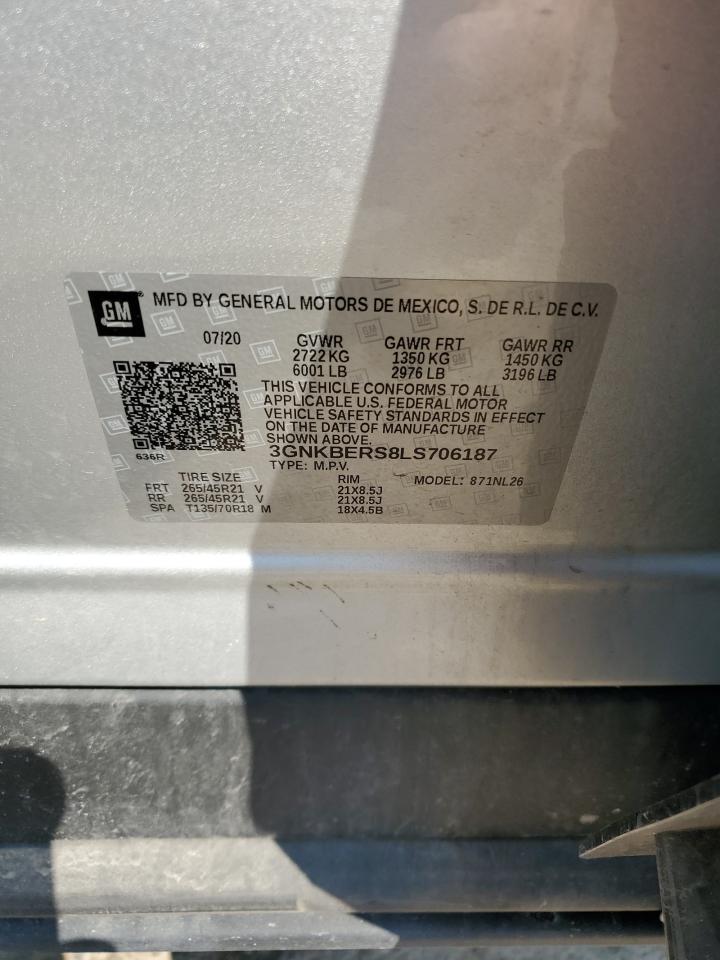 GM ® MFD BY GENERAL MOTORS DE MEXICO, S. DE R.L. DE C.V.
07/20 GVWR GAWR FRT GAWR RR
2722 KG 1350 KG 1450 KG
6001 LB 2976 LB 3196 LB
THIS VEHICLE CONFORMS TO ALL
APPLICABLE U.S. FEDERAL MOTOR
VEHICLE SAFETY STANDARDS IN EFFECT
ON THE DATE OF MANUFACTURE
SHOWN ABOVE.
636R 3GNKBERS8LS706187
TYPE: M.P.V. MODEL: 871NL26
TIRE SIZE RIM
FRT 265/45R21 V 21X8.5J
RR 265/45R21 V 21X8.5J
SPA T135/70R18 M 18X4.5B